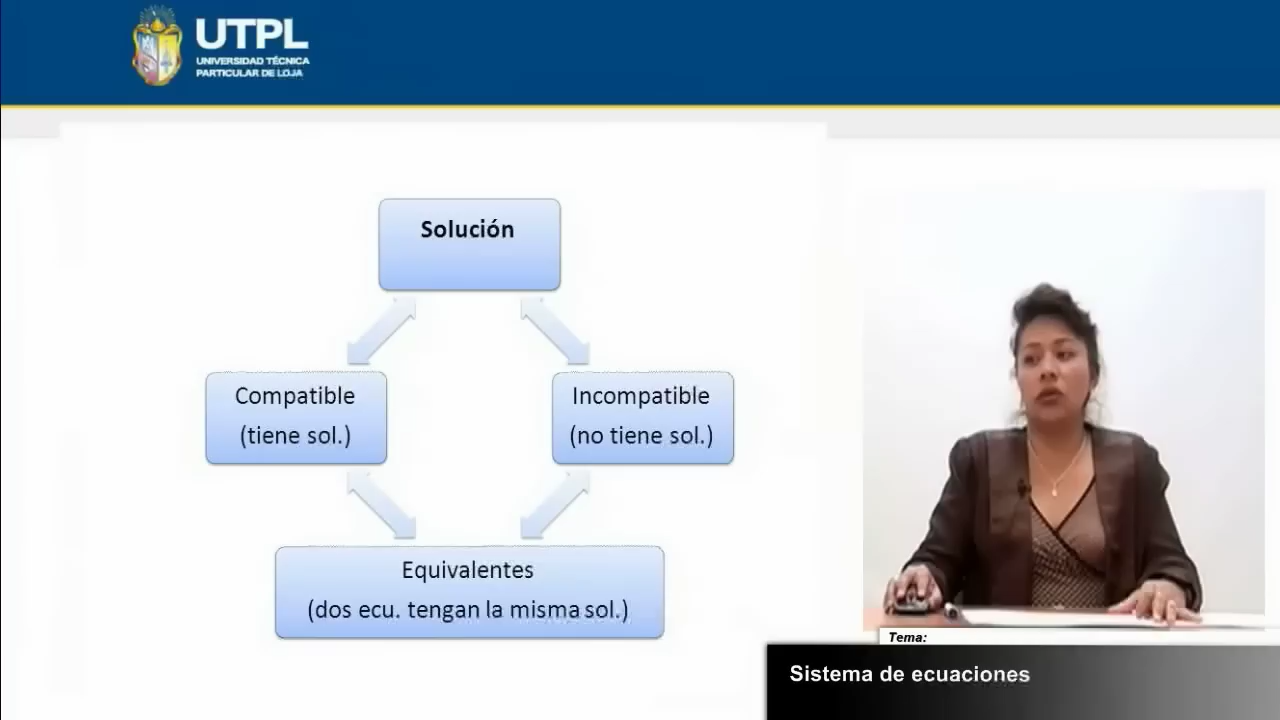 UTPL
UNIVERSIDAD TÉCNICA
PARTICULAR DE LOJA
Solución
Compatible
(tiene sol.)
Incompatible
(no tiene sol.)
Equivalentes
(dos ecu. tengan la misma sol.)
Tema:
Sistema de ecuaciones